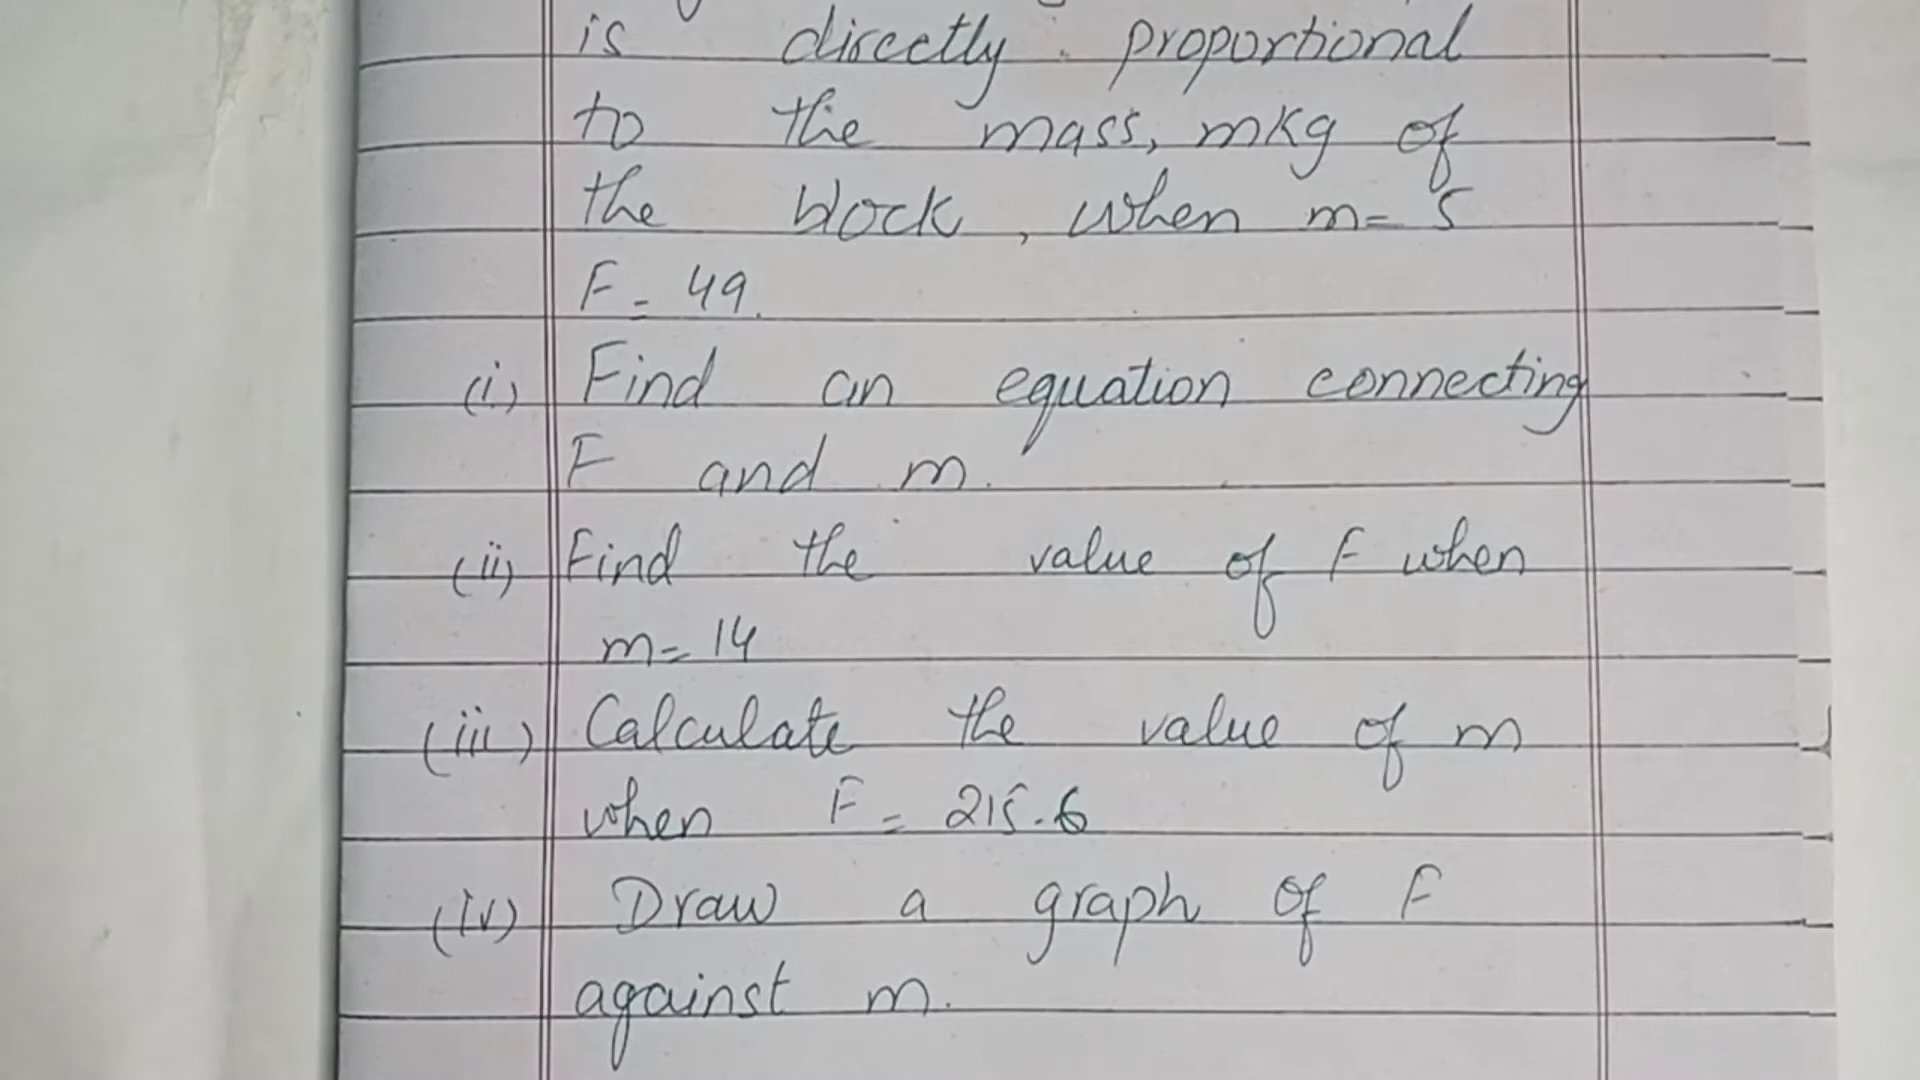 is directly proportional
to the mass, mkg of
the block, when m= 5
F= 49.
(i) Find an equation connecting
F and m.
(ii) Find the value of F when
m= 14
(iii) Calculate the value of m
when F= 215.6
(iv) Draw a graph of F
against m.